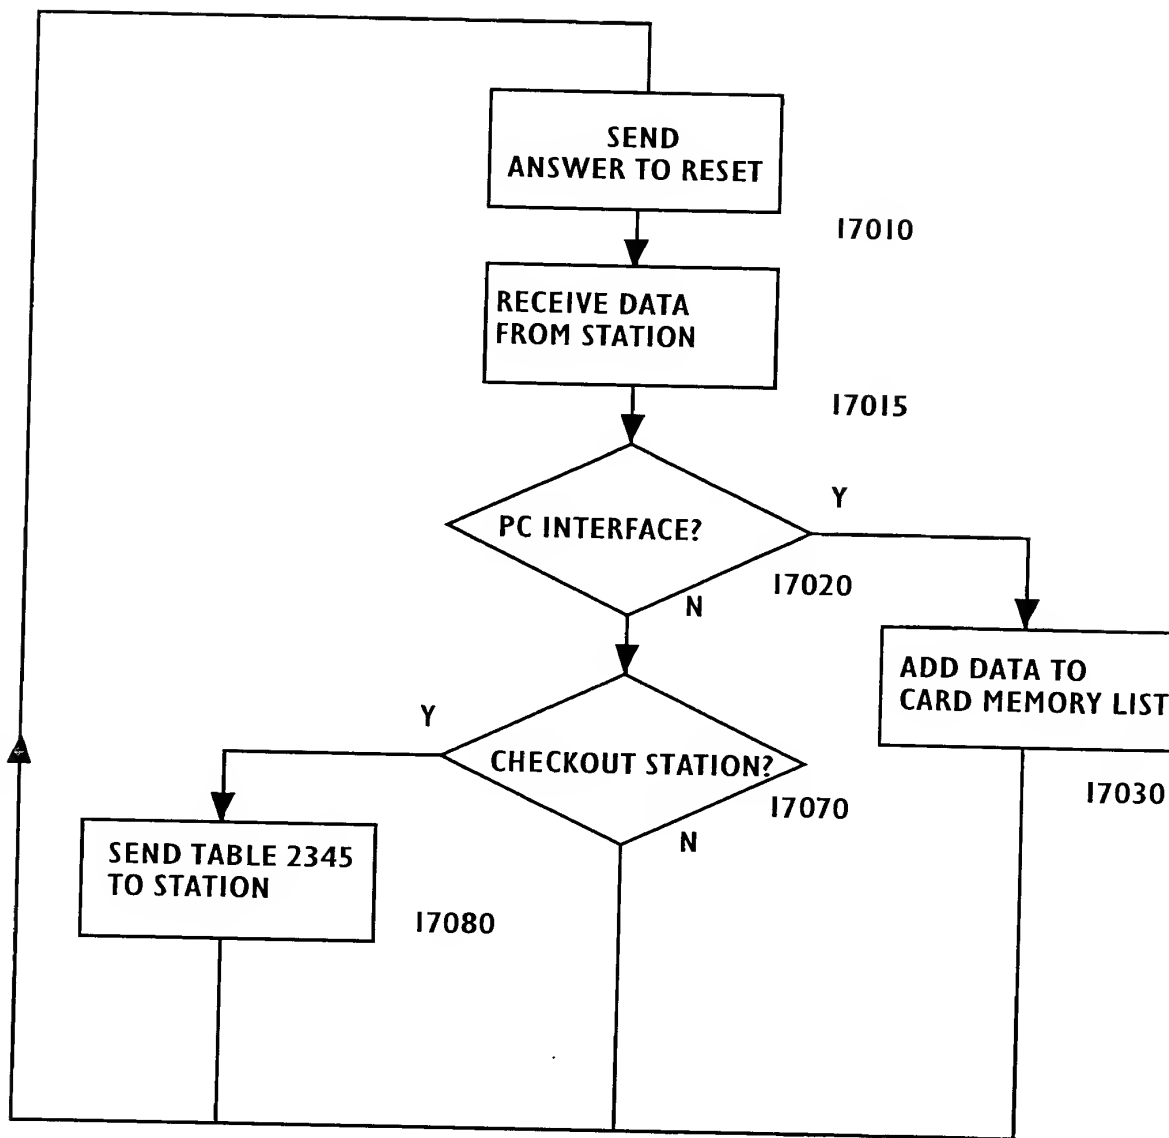 SEND
ANSWER TO RESET
17010
RECEIVE DATA
FROM STATION
17015
PC INTERFACE?
Y
17020
N
ADD DATA TO
CARD MEMORY LIST
17030
Y
CHECKOUT STATION?
17070
N
SEND TABLE 2345
TO STATION
17080